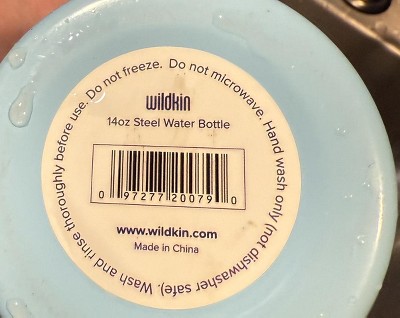 Do not freeze. Do not microwave. Hand wash only (not dishwasher safe). Wash and rinse thoroughly before use.
wildkin
14oz Steel Water Bottle
0 97277 20079 0
www.wildkin.com
Made in China